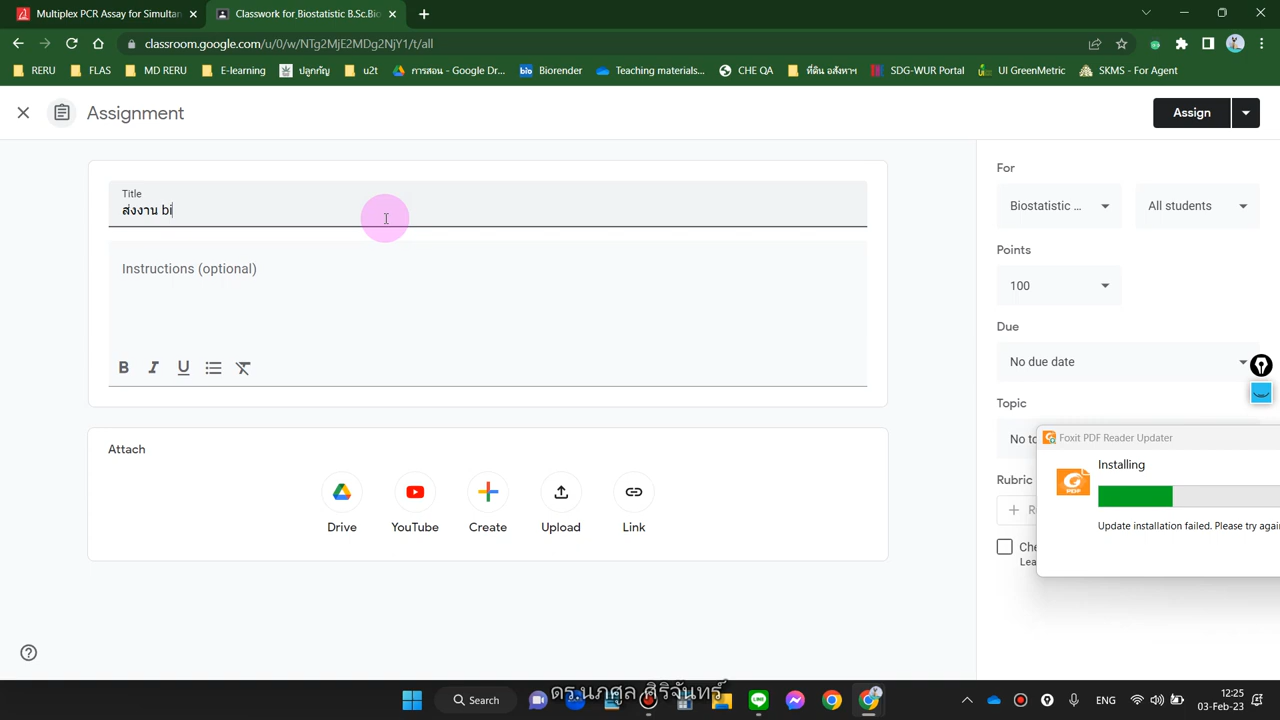 Multiplex PCR Assay for Simultan
Classwork for Biostatistic B.Sc.Bio
classroom.google.com/u/0/w/NTg2MjE2MDg2NjY1/t/all
RERU
FLAS
MD RERU
E-learning
ปลูกกัญ
u2t
การสอน - Google Dr...
bio
Biorender
Teaching materials...
CHE QA
ที่ดิน อสังหาฯ
SDG-WUR Portal
UI GreenMetric
SKMS - For Agent
Assignment
Assign
Title
ส่งงาน bi
Instructions (optional)
B I U
Attach
Drive
YouTube
Create
Upload
Link
For
Biostatistic ...
All students
Points
100
Due
No due date
Topic
No to
Rubric
Che
Lea
Foxit PDF Reader Updater
PDF
Installing
Update installation failed. Please try agai
ดร.นภศูล ศิริจันทร์
Search
ENG
12:25
03-Feb-23